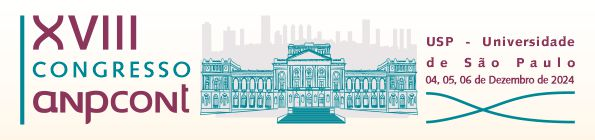 XVIII
CONGRESSO
anpcont
USP - Universidade
de São Paulo
04, 05, 06 de Dezembro de 2024